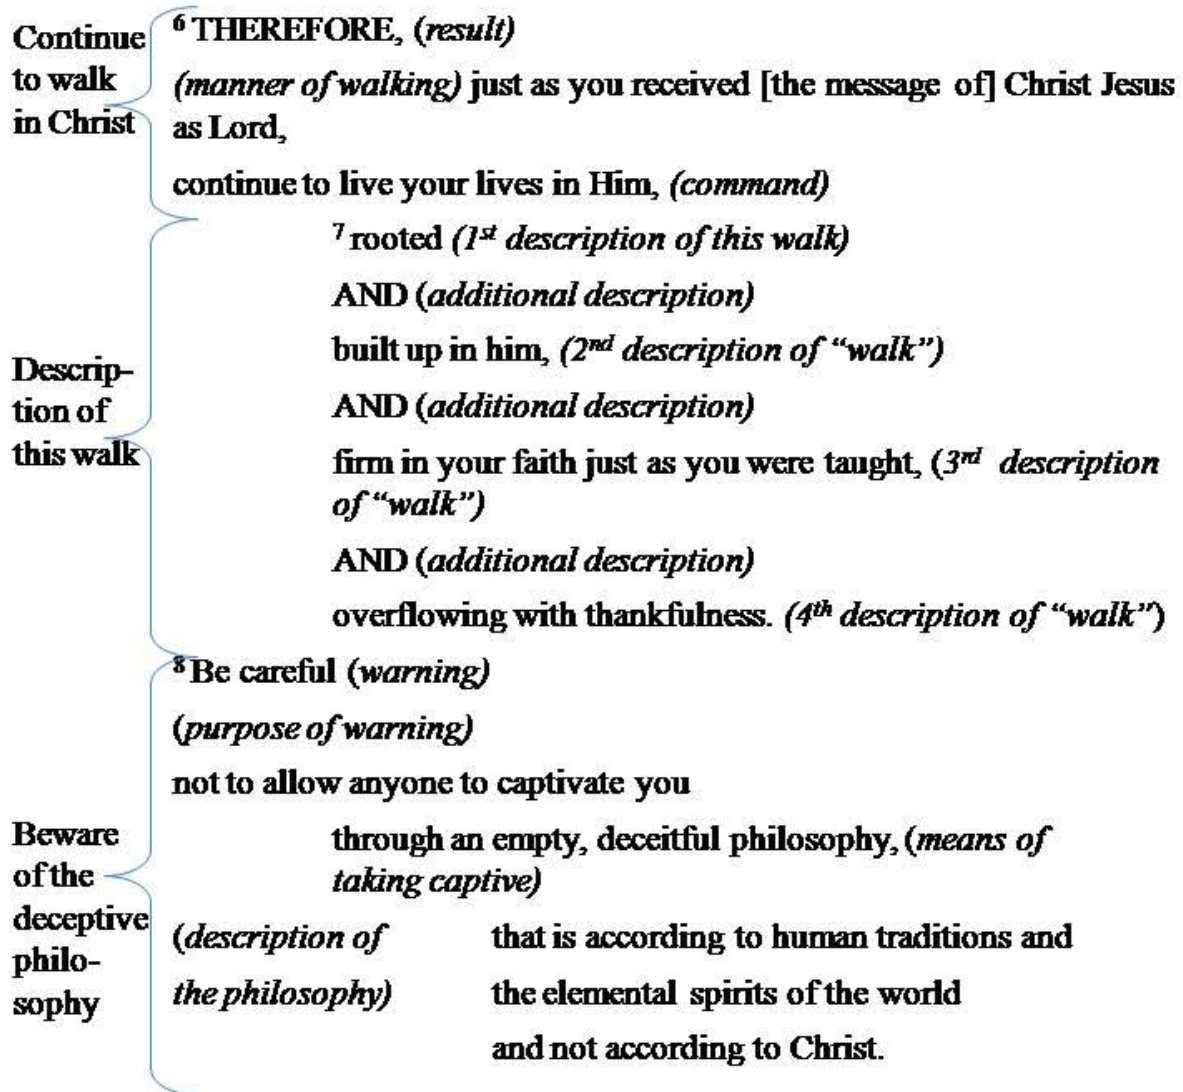 Continue
to walk
in Christ
⁶ THEREFORE, (result)
(manner of walking) just as you received [the message of] Christ Jesus
as Lord,
continue to live your lives in Him, (command)
Descrip-
tion of
this walk
⁷ rooted (1st description of this walk)
AND (additional description)
built up in him, (2nd description of “walk”)
AND (additional description)
firm in your faith just as you were taught, (3rd description
of “walk”)
AND (additional description)
overflowing with thankfulness. (4th description of “walk”)
Beware
of the
deceptive
philo-
sophy
⁸ Be careful (warning)
(purpose of warning)
not to allow anyone to captivate you
through an empty, deceitful philosophy, (means of
taking captive)
(description of that is according to human traditions and
the philosophy) the elemental spirits of the world
and not according to Christ.